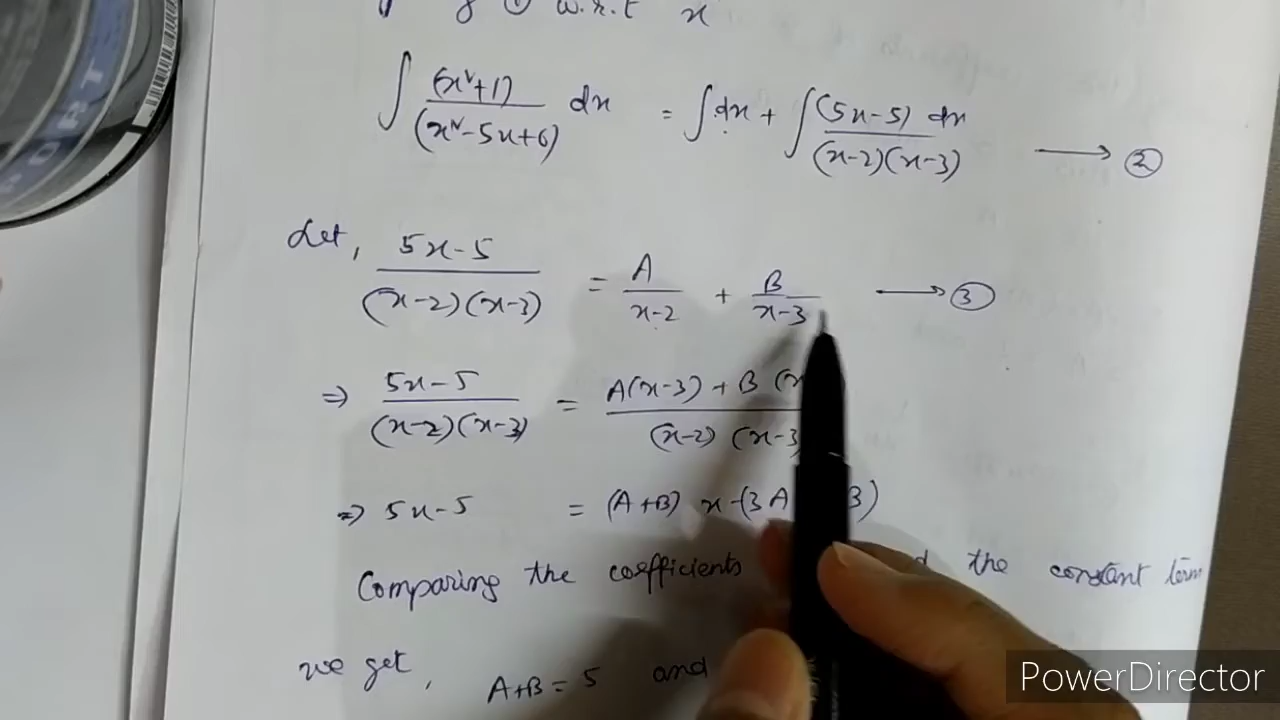 w.r.t x
∫ (x²+1)/(x²-5x+6) dx = ∫dx + ∫ (5x-5) dx/(x-2)(x-3) ⟶ ②
Let, 5x-5/(x-2)(x-3) = A/x-2 + B/x-3 ⟶ ③
⇒ 5x-5/(x-2)(x-3) = A(x-3) + B (x/(x-2) (x-3
⇒ 5x-5 = (A+B) x-(3A B)
Comparing the coefficients the constant term
we get, A+B = 5 and
PowerDirector
PORT